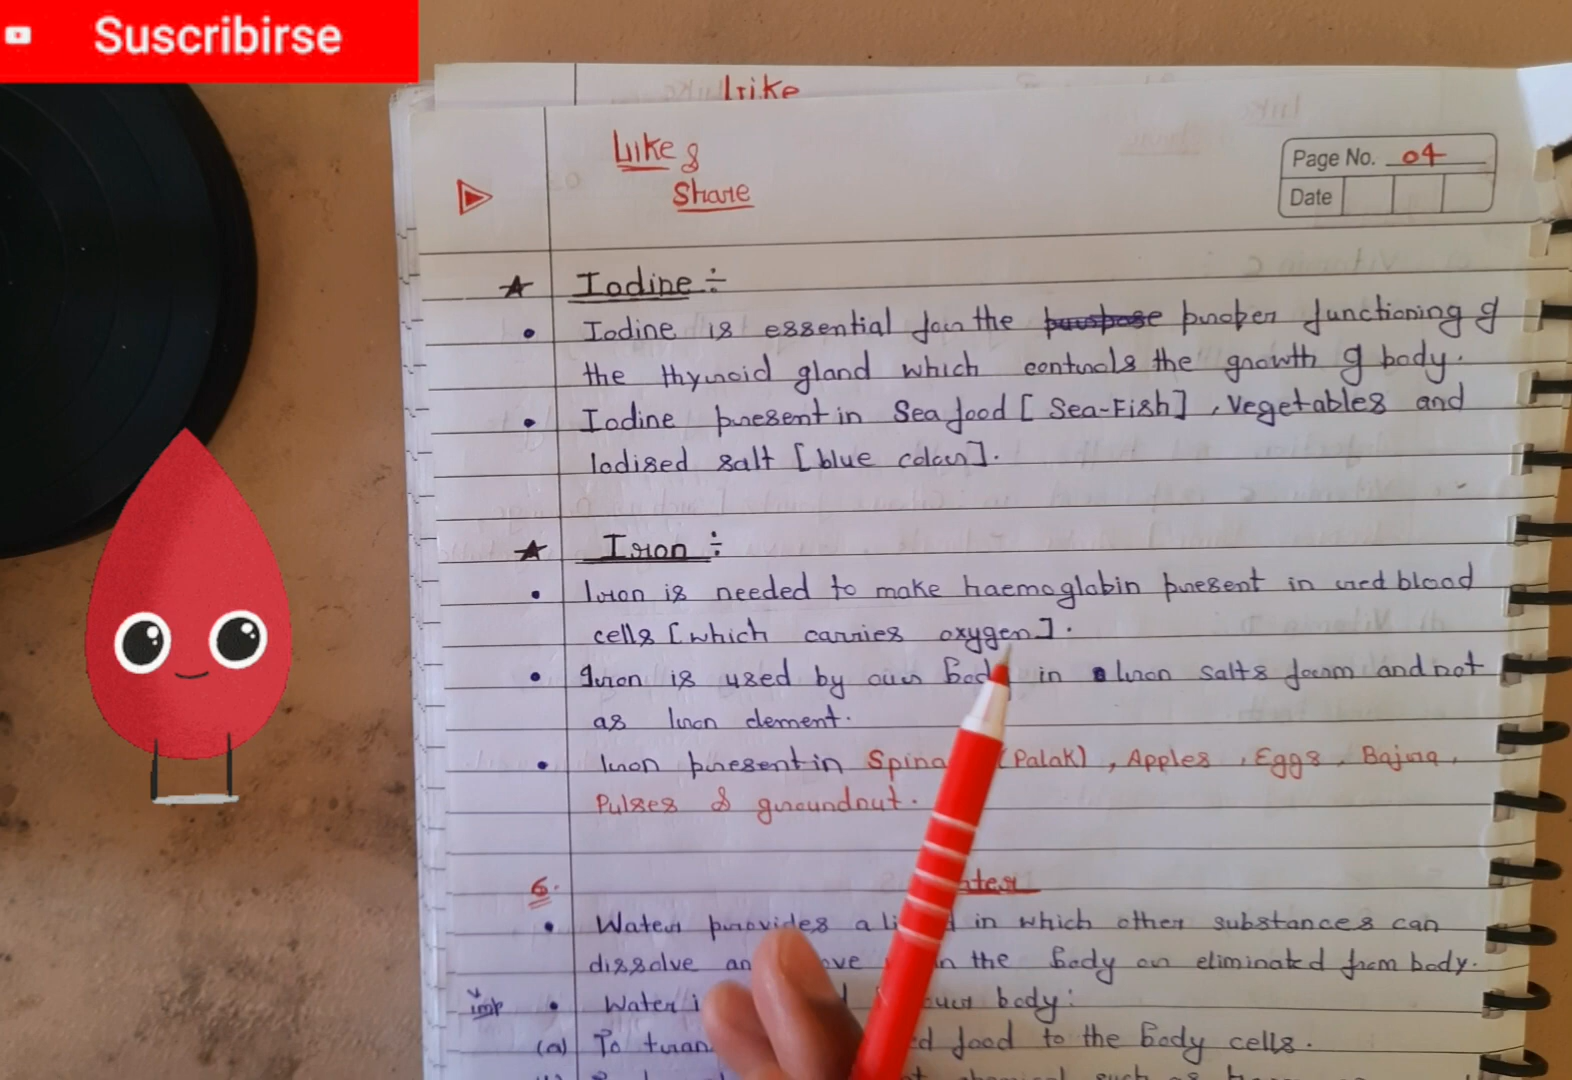 Suscribirse
Like
Like &
Share
Page No. 04
Date
Iodine ÷
Iodine is essential for the proper functioning of
the thyroid gland which controls the growth of body.
Iodine present in Sea food [ Sea-Fish] , Vegetables and
Iodised salt [blue color].
Iron ÷
Iron is needed to make haemoglobin present in red blood
cells [which carries oxygen].
Iron is used by our body in Iron salts form and not
as Iron element.
Iron present in Spina (Palak) , Apples , Eggs , Bajra ,
Pulses & groundnut.
6.
Water provides a in which other substances can
dissolve in the body or eliminated from body.
imp Water our body:
(a) To food to the body cells.